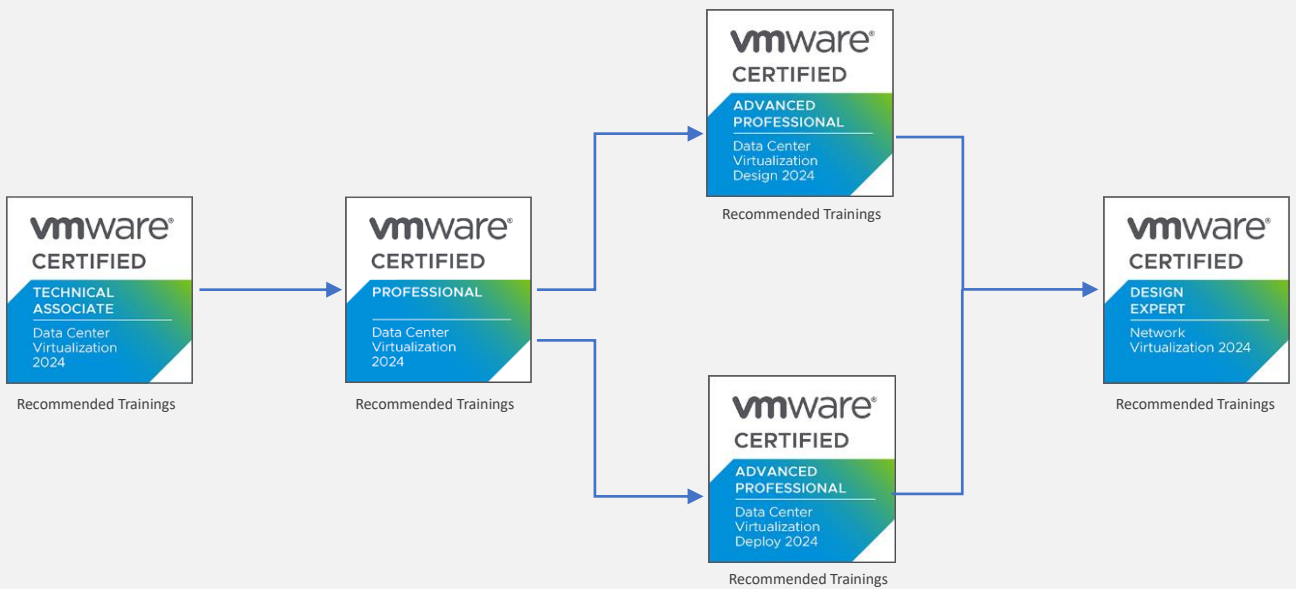 vmware®
CERTIFIED
TECHNICAL
ASSOCIATE
Data Center
Virtualization
2024
Recommended Trainings
vmware®
CERTIFIED
PROFESSIONAL
Data Center
Virtualization
2024
Recommended Trainings
vmware®
CERTIFIED
ADVANCED
PROFESSIONAL
Data Center
Virtualization
Design 2024
Recommended Trainings
vmware®
CERTIFIED
ADVANCED
PROFESSIONAL
Data Center
Virtualization
Deploy 2024
Recommended Trainings
vmware®
CERTIFIED
DESIGN
EXPERT
Network
Virtualization 2024
Recommended Trainings